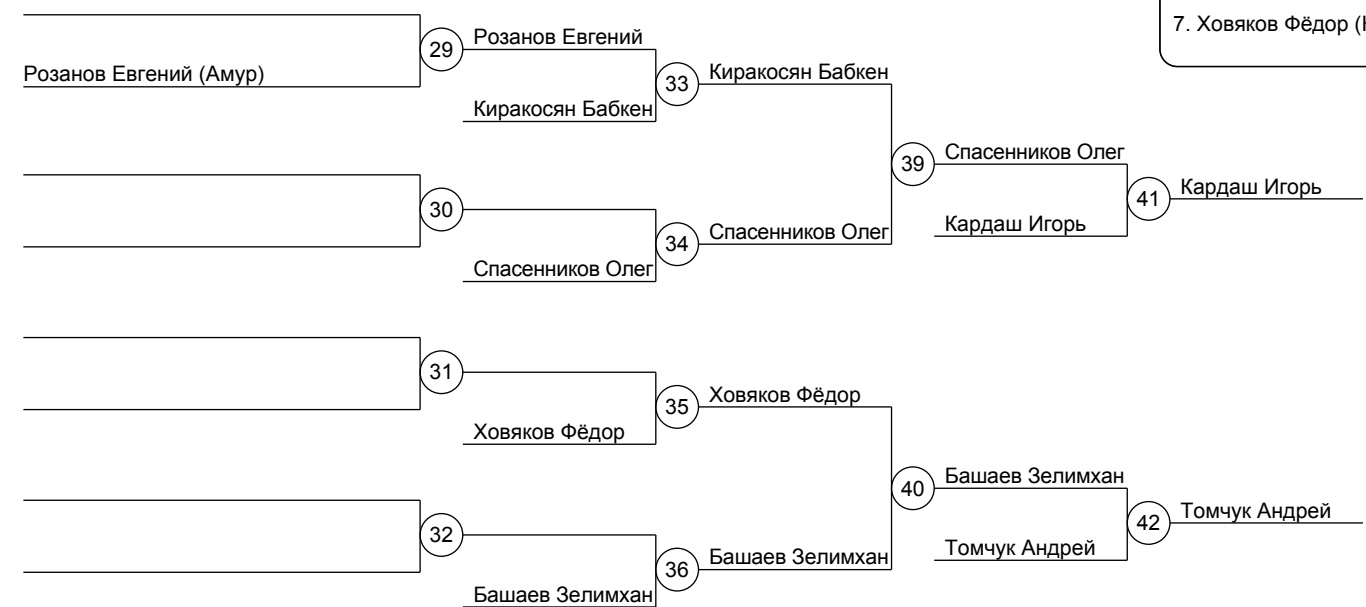 7. Ховяков Фёдор (
29
Розанов Евгений
Розанов Евгений (Амур)
33
Киракосян Бабкен
Киракосян Бабкен
39
Спасенников Олег
30
41
Кардаш Игорь
34
Спасенников Олег
Кардаш Игорь
Спасенников Олег
31
35
Ховяков Фёдор
Ховяков Фёдор
40
Башаев Зелимхан
32
42
Томчук Андрей
36
Башаев Зелимхан
Томчук Андрей
Башаев Зелимхан